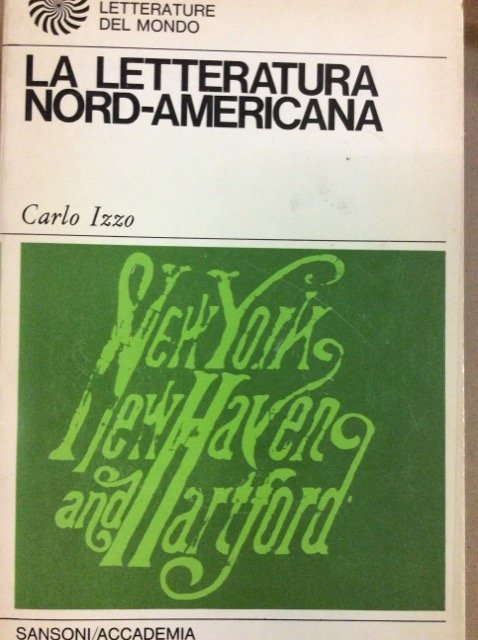 LETTERATURE
DEL MONDO
LA LETTERATURA
NORD-AMERICANA
Carlo Izzo
New York,
New Haven
and Hartford
SANSONI/ACCADEMIA